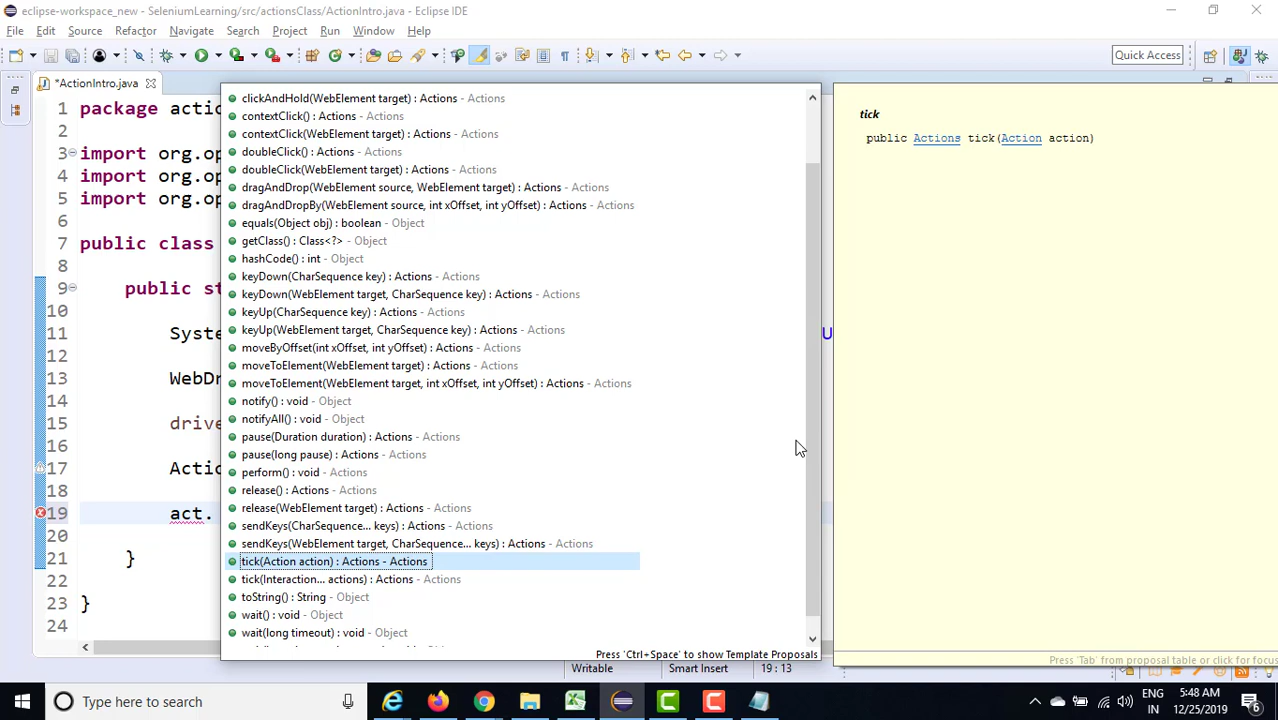 eclipse-workspace_new - SeleniumLearning/src/actionsClass/ActionIntro.java - Eclipse IDE
File Edit Source Refactor Navigate Search Project Run Window Help
Quick Access
*ActionIntro.java
1 package actio
2
3 import org.op
4 import org.op
5 import org.op
6
7 public class
8
9 public st
10
11 Syste
12
13 WebDr
14
15 drive
16
17 Actio
18
19 act.
20
21 }
22
23 }
24
U
clickAndHold(WebElement target) : Actions - Actions
contextClick() : Actions - Actions
contextClick(WebElement target) : Actions - Actions
doubleClick() : Actions - Actions
doubleClick(WebElement target) : Actions - Actions
dragAndDrop(WebElement source, WebElement target) : Actions - Actions
dragAndDropBy(WebElement source, int xOffset, int yOffset) : Actions - Actions
equals(Object obj) : boolean - Object
getClass() : Class<?> - Object
hashCode() : int - Object
keyDown(CharSequence key) : Actions - Actions
keyDown(WebElement target, CharSequence key) : Actions - Actions
keyUp(CharSequence key) : Actions - Actions
keyUp(WebElement target, CharSequence key) : Actions - Actions
moveByOffset(int xOffset, int yOffset) : Actions - Actions
moveToElement(WebElement target) : Actions - Actions
moveToElement(WebElement target, int xOffset, int yOffset) : Actions - Actions
notify() : void - Object
notifyAll() : void - Object
pause(Duration duration) : Actions - Actions
pause(long pause) : Actions - Actions
perform() : void - Actions
release() : Actions - Actions
release(WebElement target) : Actions - Actions
sendKeys(CharSequence... keys) : Actions - Actions
sendKeys(WebElement target, CharSequence... keys) : Actions - Actions
tick(Action action) : Actions - Actions
tick(Interaction... actions) : Actions - Actions
toString() : String - Object
wait() : void - Object
wait(long timeout) : void - Object
Press 'Ctrl+Space' to show Template Proposals
tick
public Actions tick(Action action)
Press 'Tab' from proposal table or click for focus
Writable Smart Insert 19 : 13
Type here to search
ENG
IN
5:48 AM
12/25/2019
6